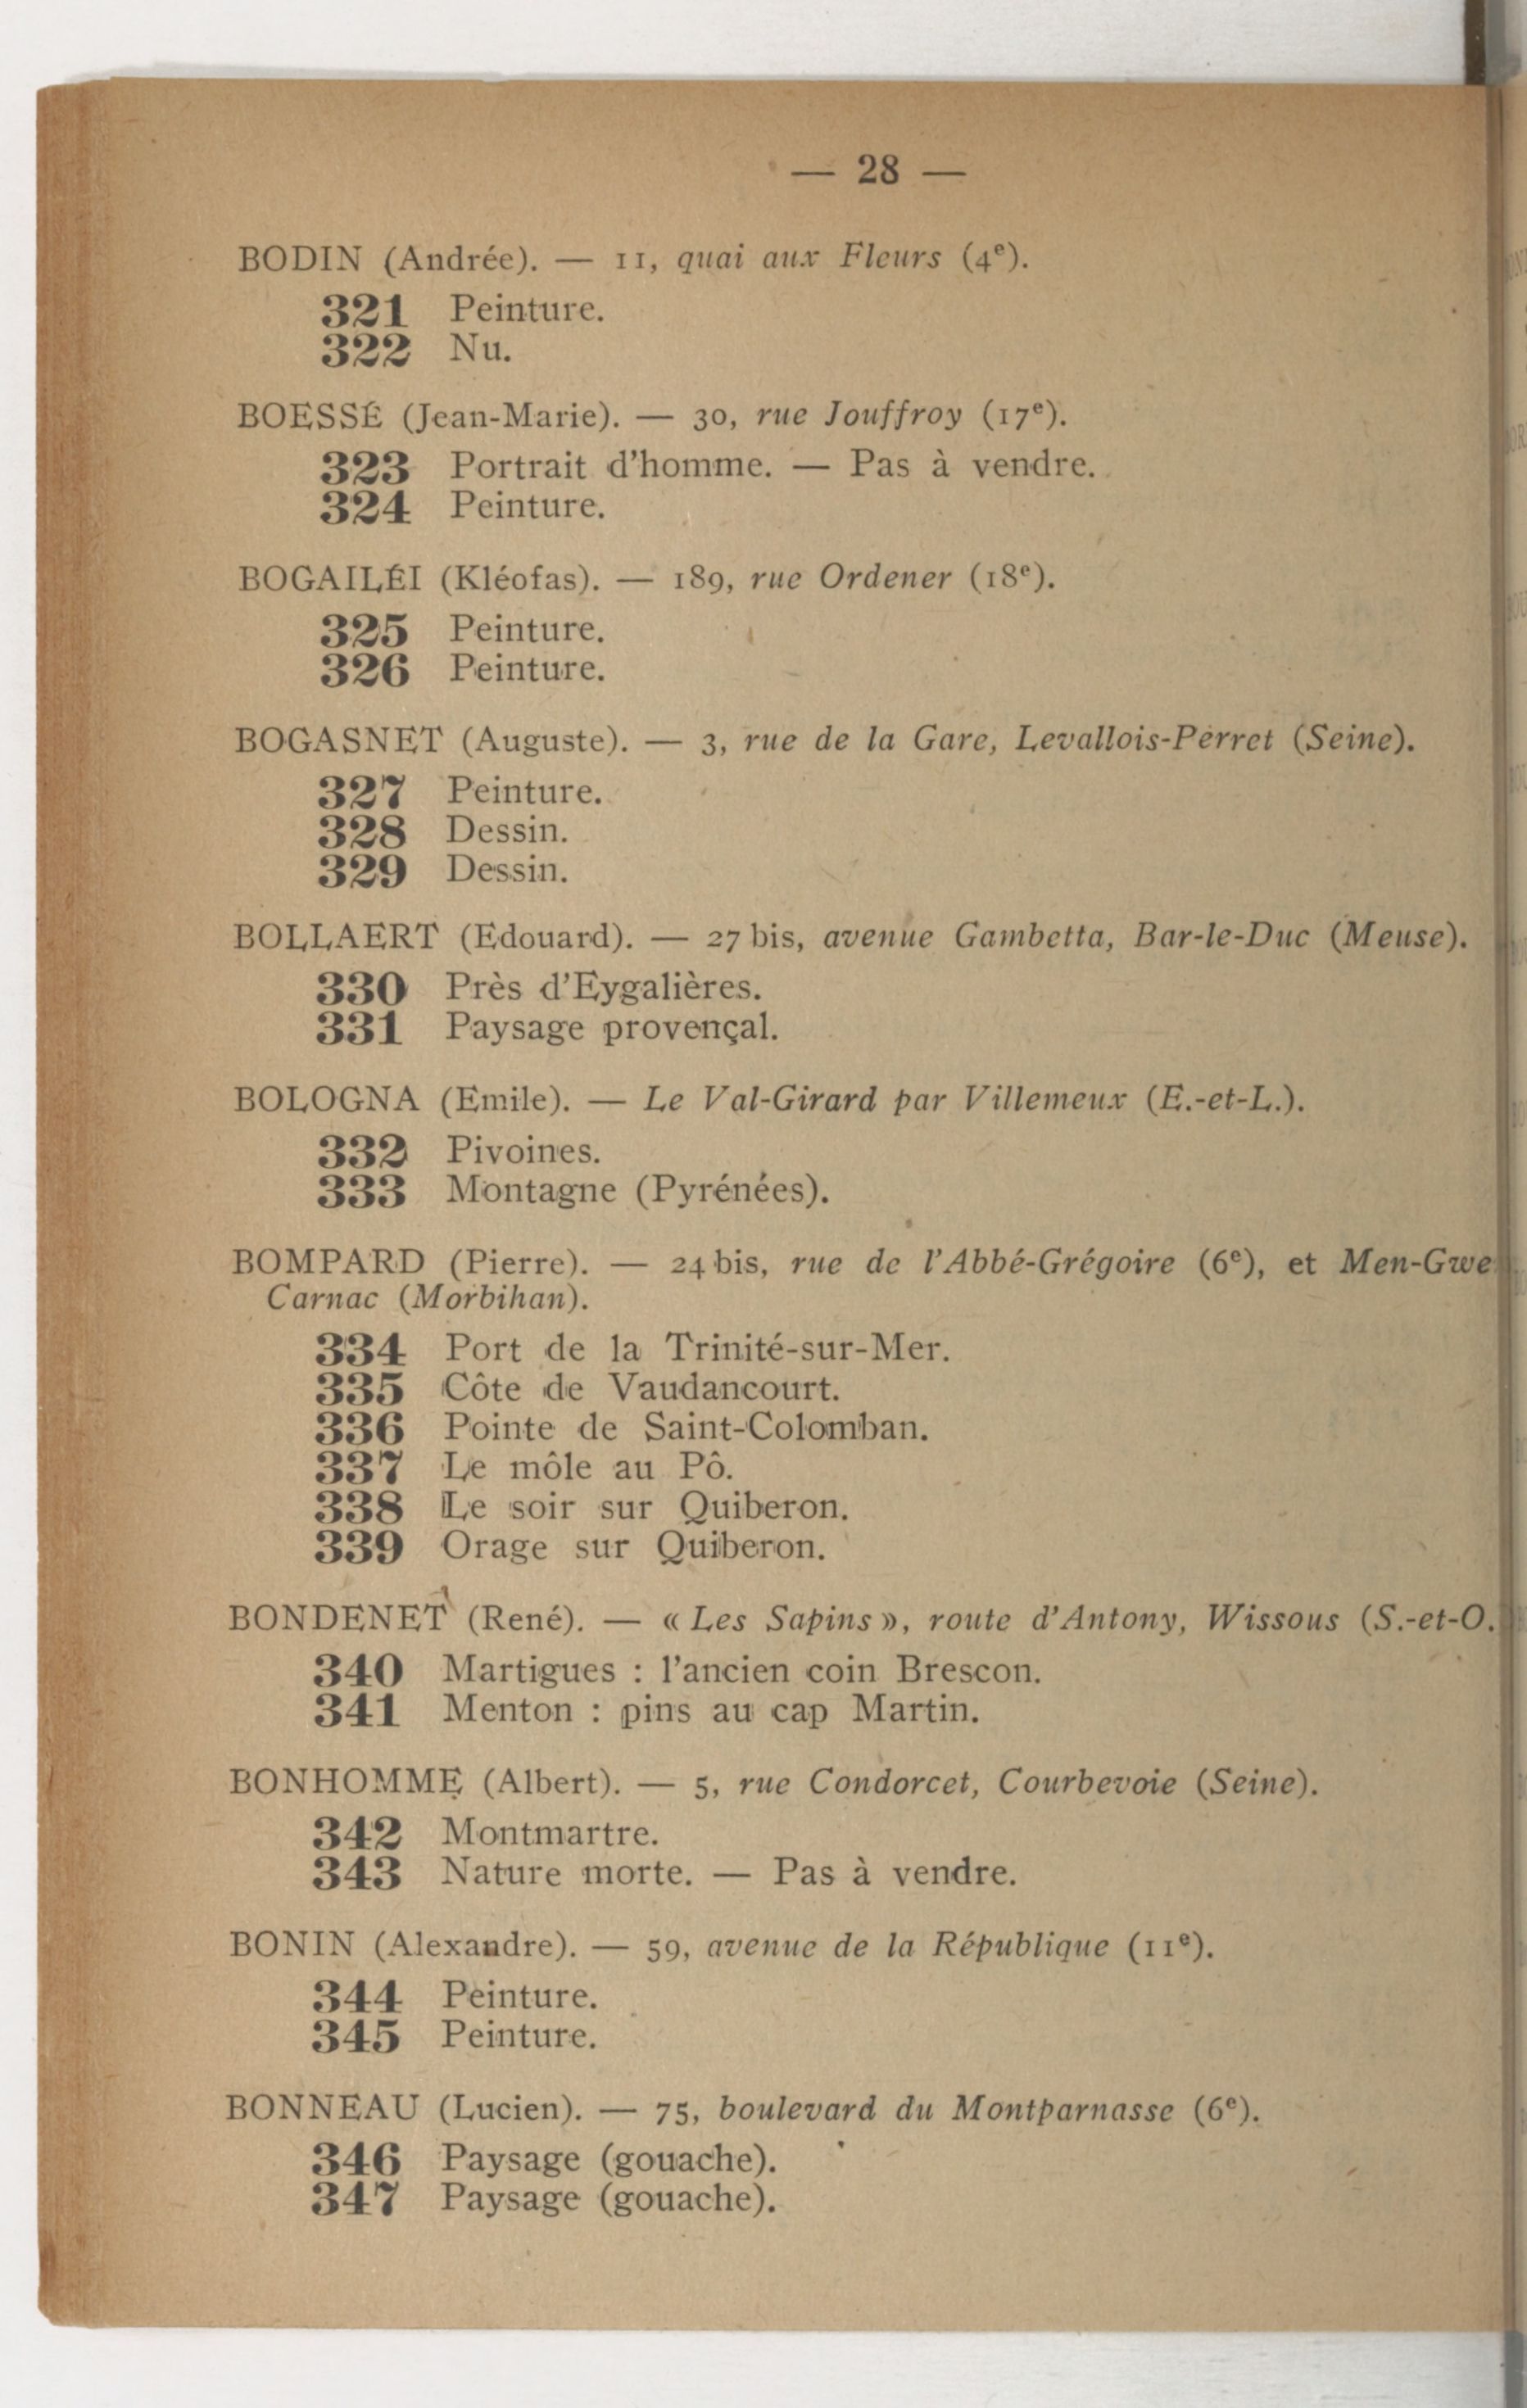 — 28 —
BODIN (Andrée). — 11, quai aux Fleurs (4e).
321 Peinture.
322 Nu.
BOESSÉ (Jean-Marie). — 30, rue Jouffroy (17e).
323 Portrait d'homme. — Pas à vendre.
324 Peinture.
BOGAILÉI (Kléofas). — 189, rue Ordener (18e).
325 Peinture.
326 Peinture.
BOGASNET (Auguste). — 3, rue de la Gare, Levallois-Perret (Seine).
327 Peinture.
328 Dessin.
329 Dessin.
BOLLAERT (Edouard). — 27 bis, avenue Gambetta, Bar-le-Duc (Meuse).
330 Près d'Eygalières.
331 Paysage provençal.
BOLOGNA (Emile). — Le Val-Girard par Villemeux (E.-et-L.).
332 Pivoines.
333 Montagne (Pyrénées).
BOMPARD (Pierre). — 24 bis, rue de l'Abbé-Grégoire (6e), et Men-Gwe
Carnac (Morbihan).
334 Port de la Trinité-sur-Mer.
335 Côte de Vaudancourt.
336 Pointe de Saint-Colomban.
337 Le môle au Pô.
338 Le soir sur Quiberon.
339 Orage sur Quiberon.
BONDENET (René). — « Les Sapins », route d'Antony, Wissous (S.-et-O.
340 Martigues : l'ancien coin Brescon.
341 Menton : pins au cap Martin.
BONHOMME (Albert). — 5, rue Condorcet, Courbevoie (Seine).
342 Montmartre.
343 Nature morte. — Pas à vendre.
BONIN (Alexandre). — 59, avenue de la République (11e).
344 Peinture.
345 Peinture.
BONNEAU (Lucien). — 75, boulevard du Montparnasse (6e).
346 Paysage (gouache).
347 Paysage (gouache).